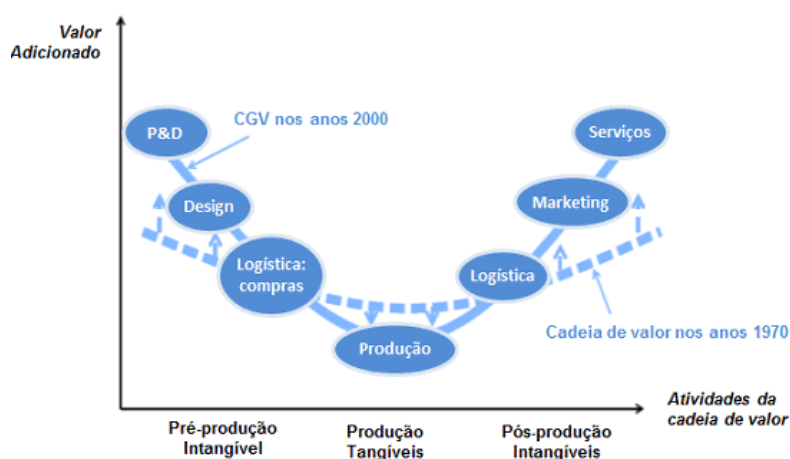 Valor
Adicionado
P&D
CGV nos anos 2000
Serviços
Design
Marketing
Logística:
compras
Logística
Produção
Cadeia de valor nos anos 1970
Atividades da
cadeia de valor
Pré-produção
Intangível
Produção
Tangíveis
Pós-produção
Intangíveis